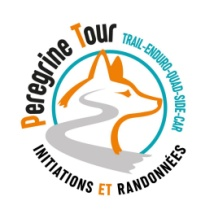 Peregrine Tour
TRAIL-ENDURO-QUAD-SIDE-CAR
INITIATIONS ET RANDONNÉES